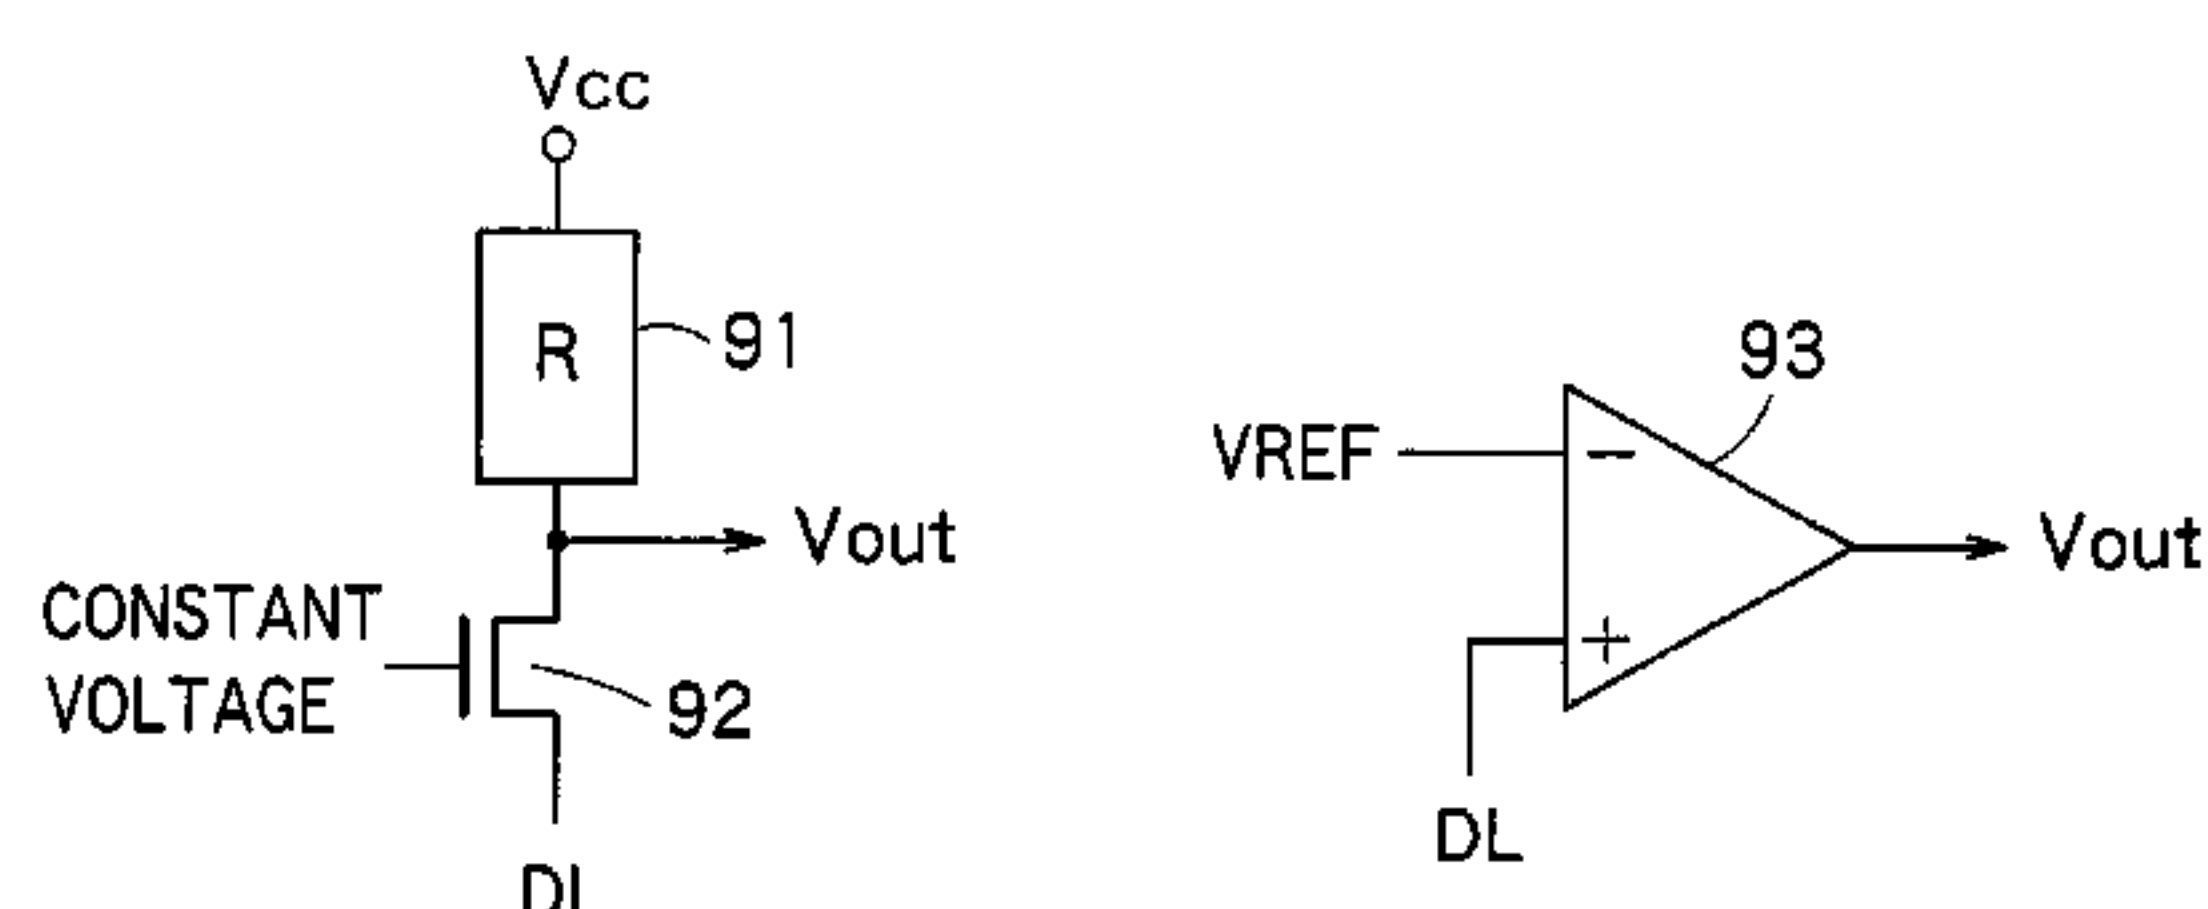 Vcc
R
91
Vout
CONSTANT
VOLTAGE
92
93
VREF
−
+
Vout
DL